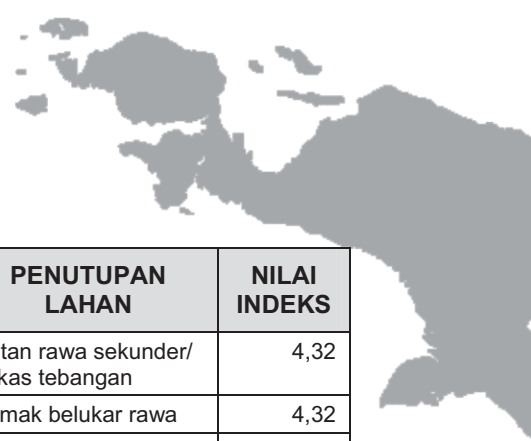 PENUTUPAN LAHAN NILAI INDEKS
tan rawa sekunder/ kas tebangan 4,32
mak belukar rawa 4,32